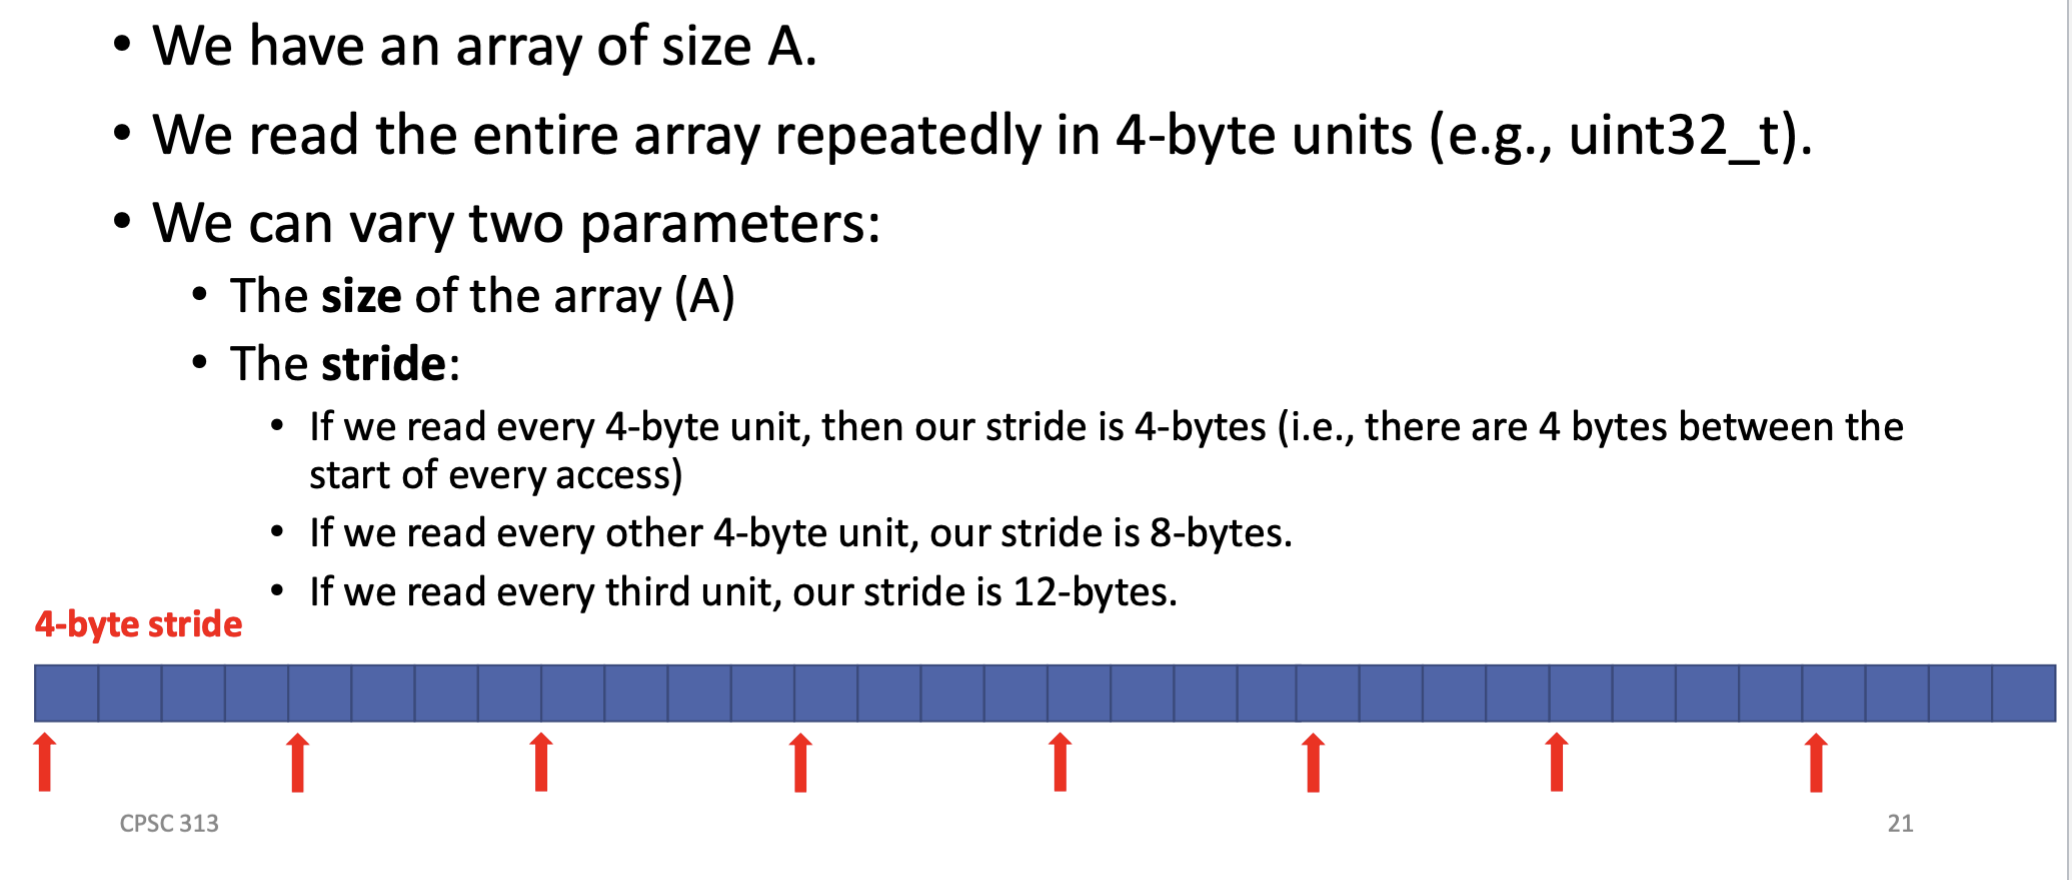 • We have an array of size A.
• We read the entire array repeatedly in 4-byte units (e.g., uint32_t).
• We can vary two parameters:
• The size of the array (A)
• The stride:
• If we read every 4-byte unit, then our stride is 4-bytes (i.e., there are 4 bytes between the
start of every access)
• If we read every other 4-byte unit, our stride is 8-bytes.
• If we read every third unit, our stride is 12-bytes.
4-byte stride
CPSC 313
21